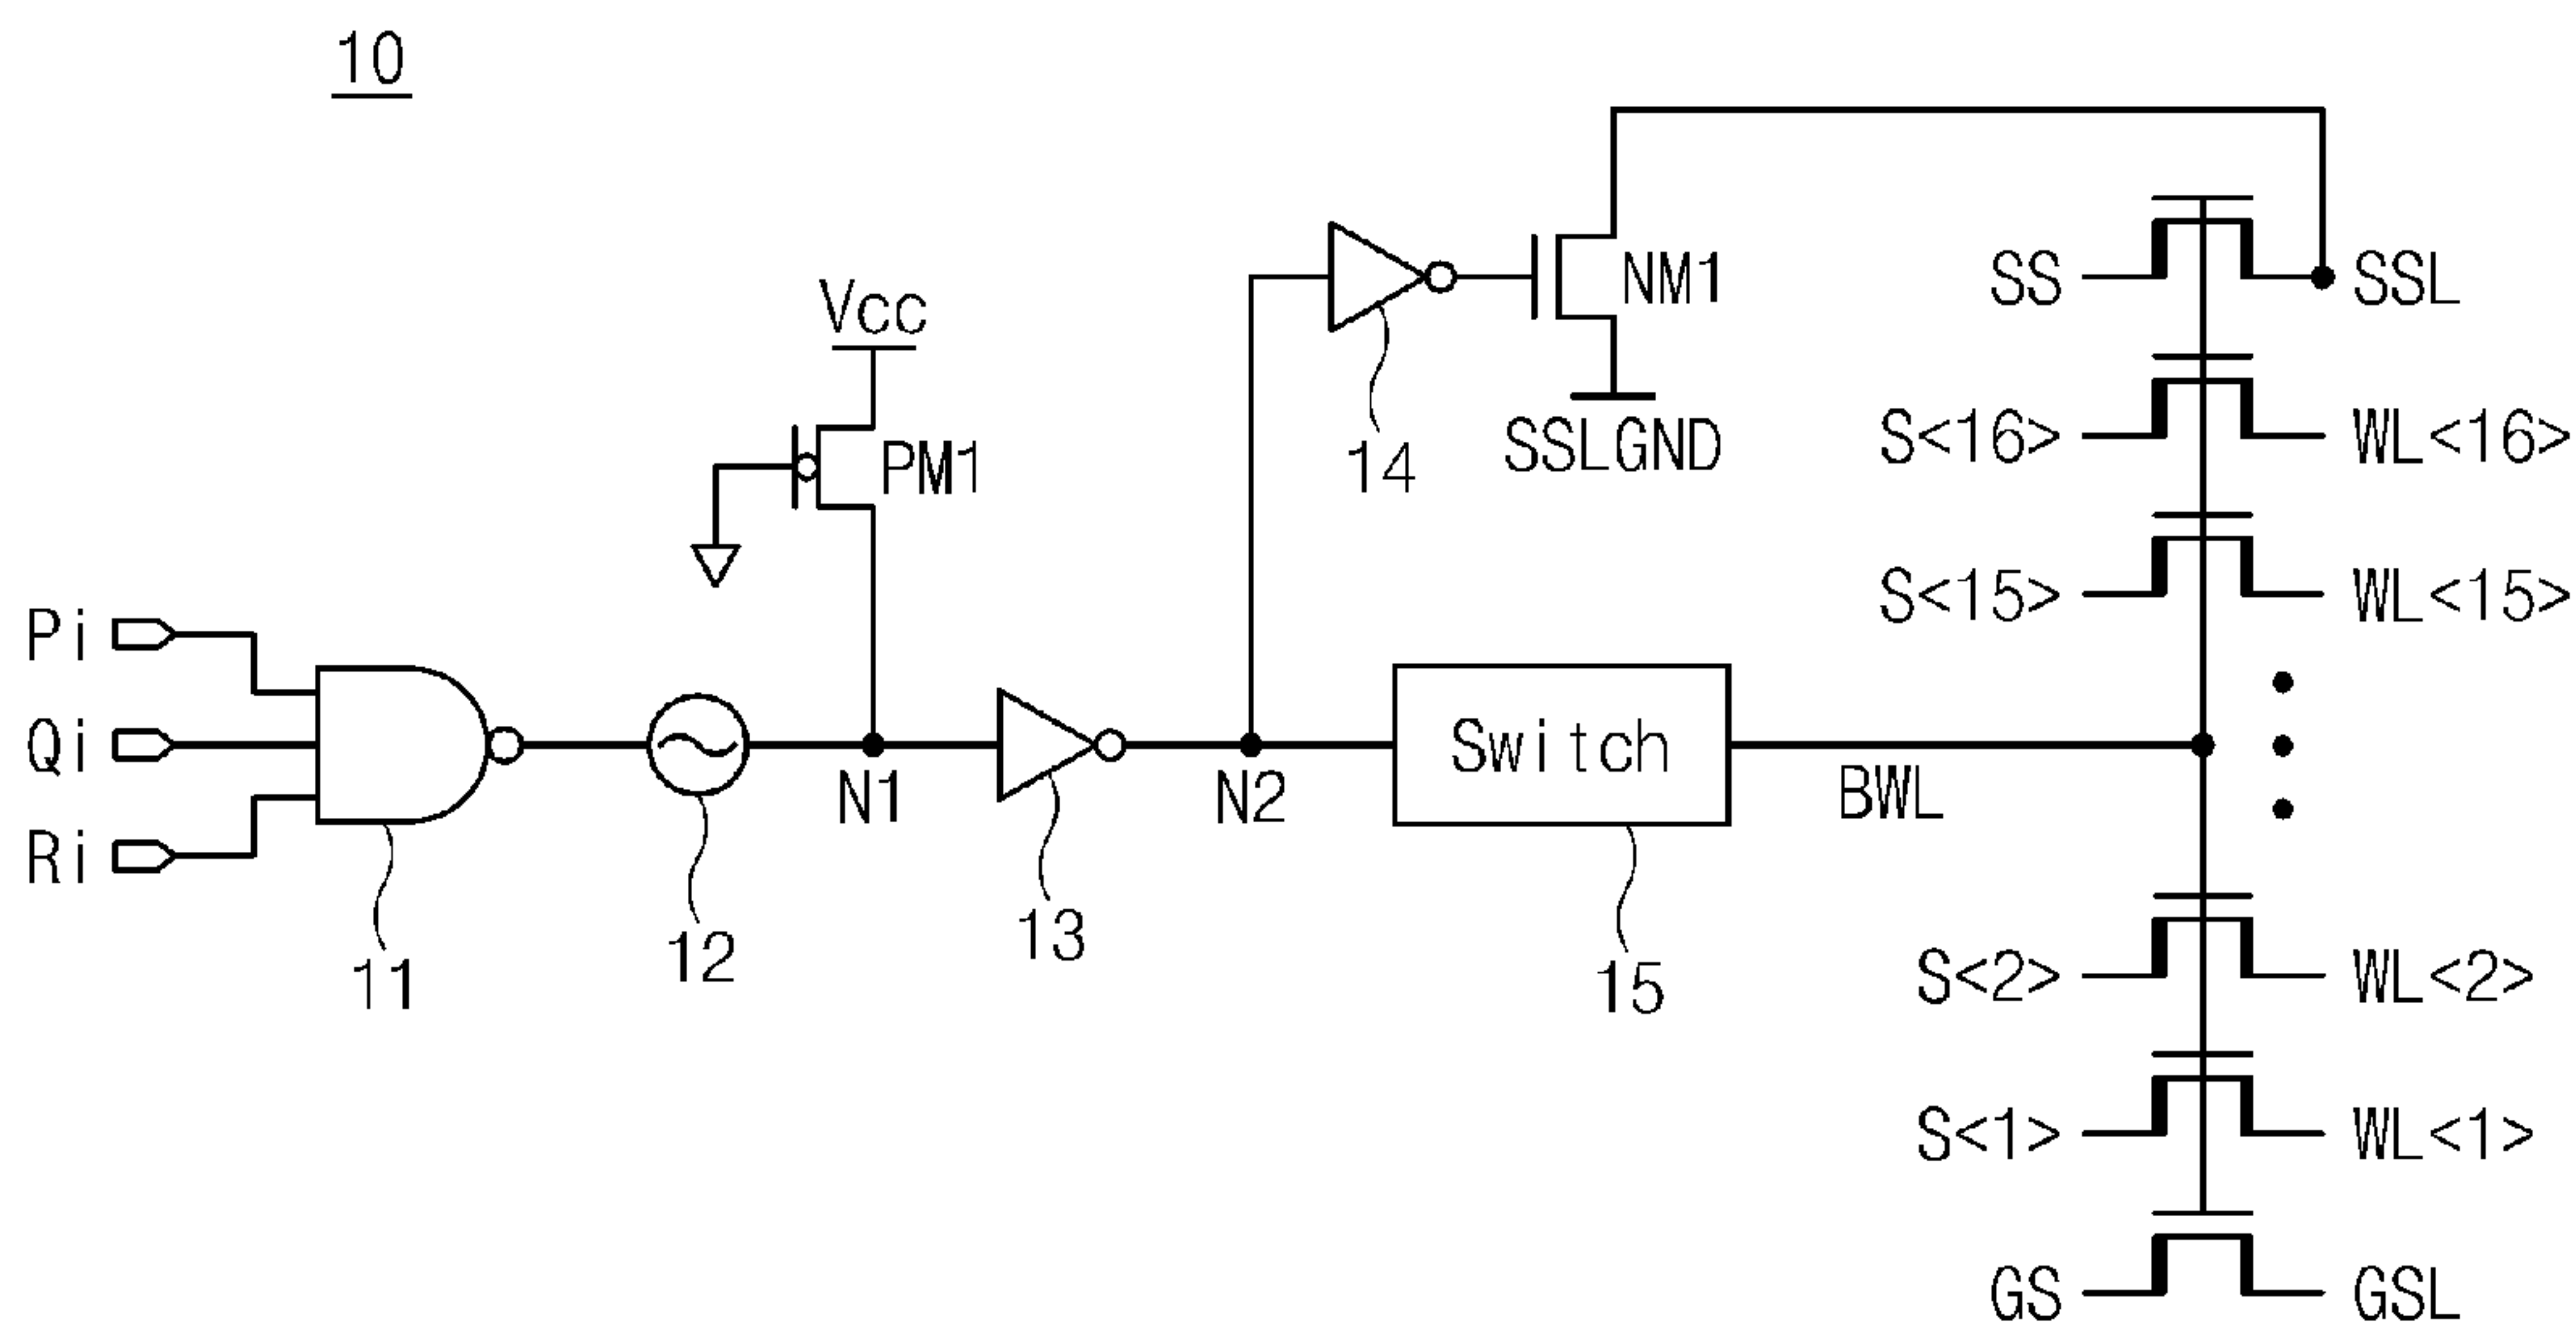 10
SS SSL
NM1
Vcc
S<16> WL<16>
PM1 14 SSLGND
S<15> WL<15>
Pi
Qi Switch
N1 N2 BWL
Ri
11 12 13 15
S<2> WL<2>
S<1> WL<1>
GS GSL